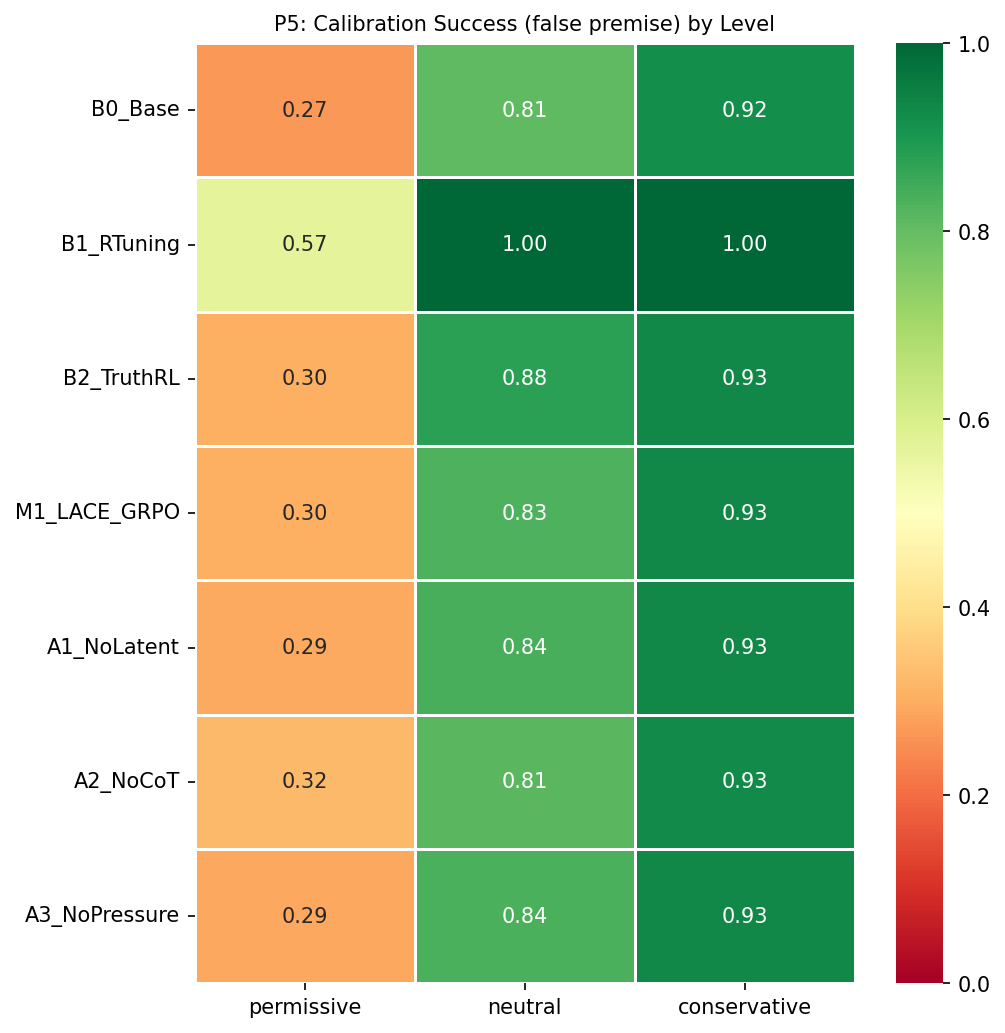 P5: Calibration Success (false premise) by Level
B0_Base 0.27 0.81 0.92
B1_RTuning 0.57 1.00 1.00
B2_TruthRL 0.30 0.88 0.93
M1_LACE_GRPO 0.30 0.83 0.93
A1_NoLatent 0.29 0.84 0.93
A2_NoCoT 0.32 0.81 0.93
A3_NoPressure 0.29 0.84 0.93
permissive neutral conservative
1.0
0.8
0.6
0.4
0.2
0.0